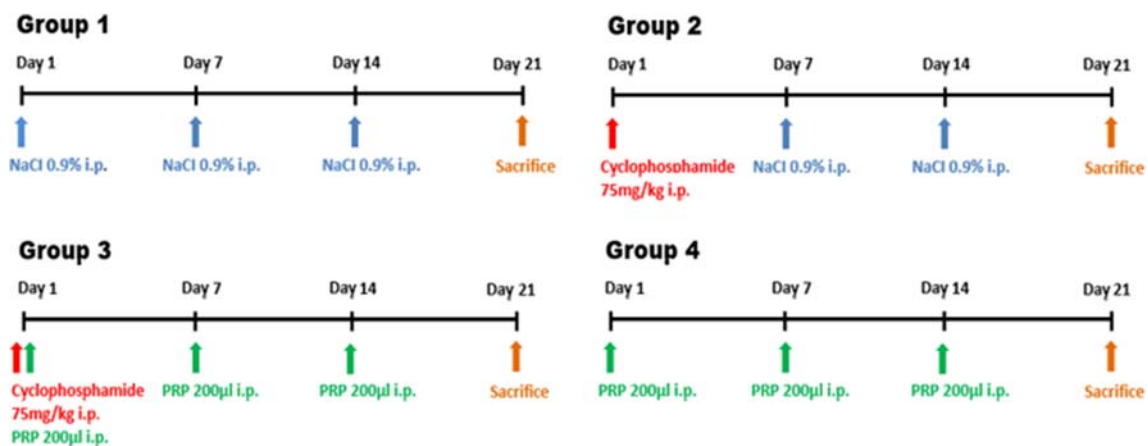 Group 1
Day 1 Day 7 Day 14 Day 21
NaCl 0.9% i.p. NaCl 0.9% i.p. NaCl 0.9% i.p. Sacrifice
Group 2
Day 1 Day 7 Day 14 Day 21
Cyclophosphamide NaCl 0.9% i.p. NaCl 0.9% i.p. Sacrifice
75mg/kg i.p.
Group 3
Day 1 Day 7 Day 14 Day 21
Cyclophosphamide PRP 200µl i.p. PRP 200µl i.p. Sacrifice
75mg/kg i.p.
PRP 200µl i.p.
Group 4
Day 1 Day 7 Day 14 Day 21
PRP 200µl i.p. PRP 200µl i.p. PRP 200µl i.p. Sacrifice